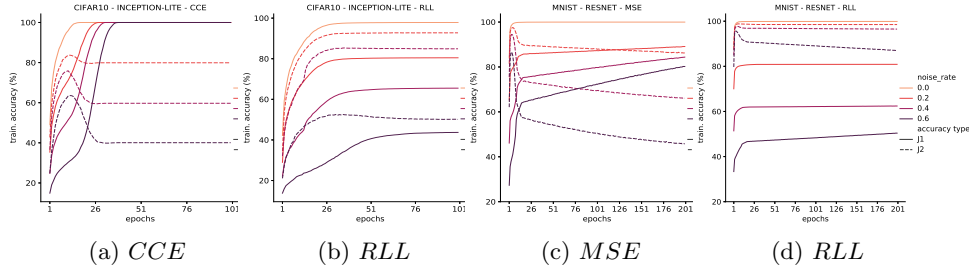 CIFAR10 - INCEPTION-LITE - CCE
train. accuracy (%)
100
80
60
40
20
1
26
51
76
101
epochs
(a) CCE
CIFAR10 - INCEPTION-LITE - RLL
train. accuracy (%)
100
80
60
40
20
1
26
51
76
101
epochs
(b) RLL
MNIST - RESNET - MSE
train. accuracy (%)
100
80
60
40
20
1
26
51
76
101
126
151
176
201
epochs
(c) MSE
MNIST - RESNET - RLL
train. accuracy (%)
100
80
60
40
20
1
26
51
76
101
126
151
176
201
epochs
(d) RLL
noise_rate
0.0
0.2
0.4
0.6
accuracy type
J1
J2